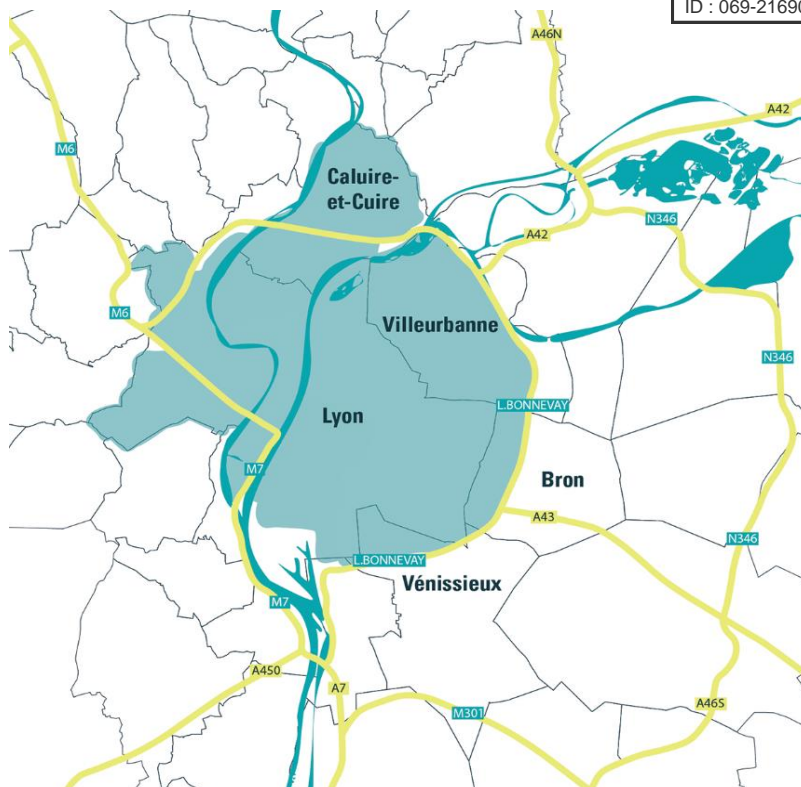 ID : 069-21690
A46N
A42
M6
Caluire-
et-Cuire
N346
A42
M6
Villeurbanne
N346
L.BONNEVAY
Lyon
M7
Bron
A43
N346
L.BONNEVAY
Vénissieux
M7
A450
A7
M301
A46S